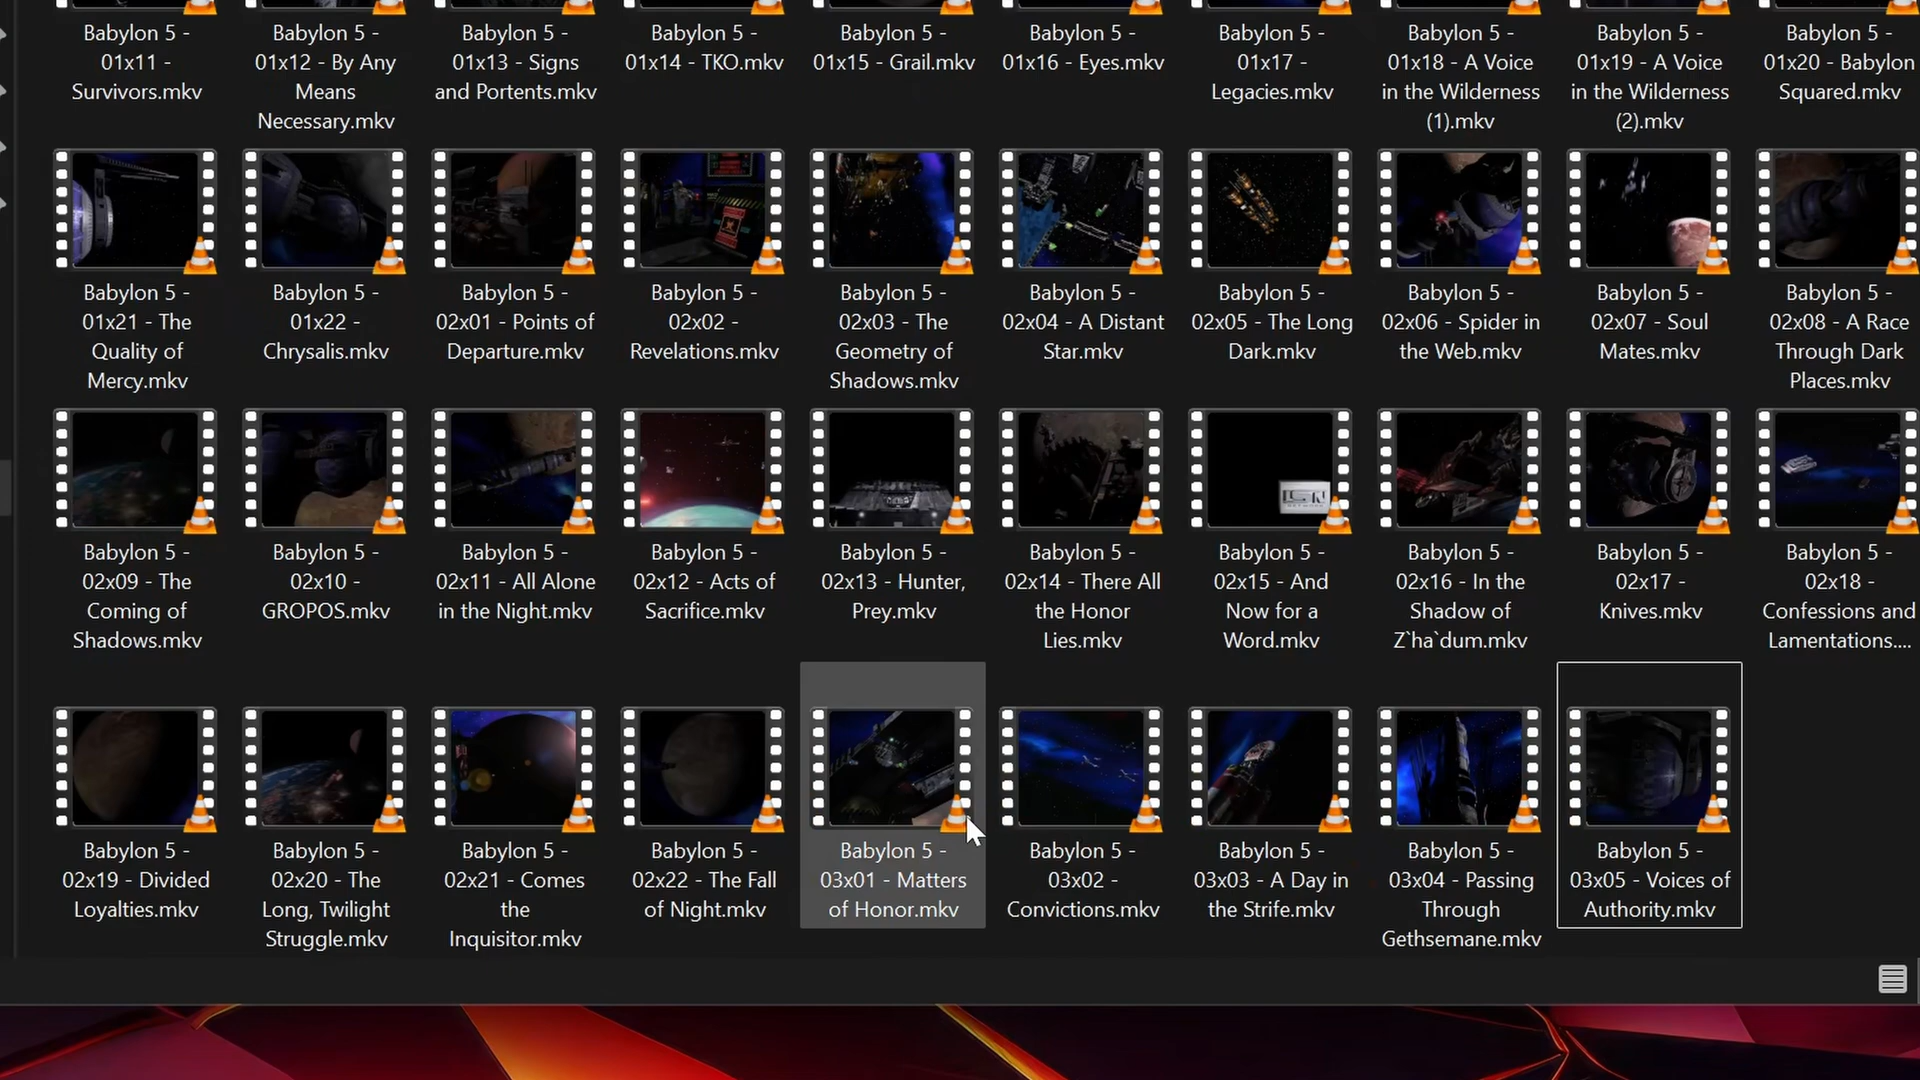 Babylon 5 -
01x11 -
Survivors.mkv
Babylon 5 -
01x12 - By Any
Means
Necessary.mkv
Babylon 5 -
01x13 - Signs
and Portents.mkv
Babylon 5 -
01x14 - TKO.mkv
Babylon 5 -
01x15 - Grail.mkv
Babylon 5 -
01x16 - Eyes.mkv
Babylon 5 -
01x17 -
Legacies.mkv
Babylon 5 -
01x18 - A Voice
in the Wilderness
(1).mkv
Babylon 5 -
01x19 - A Voice
in the Wilderness
(2).mkv
Babylon 5 -
01x20 - Babylon
Squared.mkv
Babylon 5 -
01x21 - The
Quality of
Mercy.mkv
Babylon 5 -
01x22 -
Chrysalis.mkv
Babylon 5 -
02x01 - Points of
Departure.mkv
Babylon 5 -
02x02 -
Revelations.mkv
Babylon 5 -
02x03 - The
Geometry of
Shadows.mkv
Babylon 5 -
02x04 - A Distant
Star.mkv
Babylon 5 -
02x05 - The Long
Dark.mkv
Babylon 5 -
02x06 - Spider in
the Web.mkv
Babylon 5 -
02x07 - Soul
Mates.mkv
Babylon 5 -
02x08 - A Race
Through Dark
Places.mkv
ISN
Babylon 5 -
02x09 - The
Coming of
Shadows.mkv
Babylon 5 -
02x10 -
GROPOS.mkv
Babylon 5 -
02x11 - All Alone
in the Night.mkv
Babylon 5 -
02x12 - Acts of
Sacrifice.mkv
Babylon 5 -
02x13 - Hunter,
Prey.mkv
Babylon 5 -
02x14 - There All
the Honor
Lies.mkv
Babylon 5 -
02x15 - And
Now for a
Word.mkv
Babylon 5 -
02x16 - In the
Shadow of
Z`ha`dum.mkv
Babylon 5 -
02x17 -
Knives.mkv
Babylon 5 -
02x18 -
Confessions and
Lamentations....
Babylon 5 -
02x19 - Divided
Loyalties.mkv
Babylon 5 -
02x20 - The
Long, Twilight
Struggle.mkv
Babylon 5 -
02x21 - Comes
the
Inquisitor.mkv
Babylon 5 -
02x22 - The Fall
of Night.mkv
Babylon 5 -
03x01 - Matters
of Honor.mkv
Babylon 5 -
03x02 -
Convictions.mkv
Babylon 5 -
03x03 - A Day in
the Strife.mkv
Babylon 5 -
03x04 - Passing
Through
Gethsemane.mkv
Babylon 5 -
03x05 - Voices of
Authority.mkv